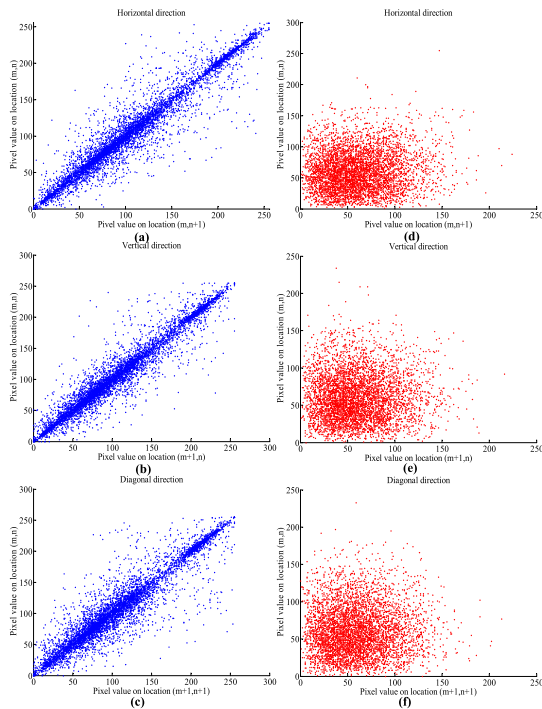 Horizontal direction
250
200
150
100
50
0
Pivel value on location (m,n)
0 50 100 150 200 250
Pivel value on location (m,n+1)
(a)
Horizontal direction
300
250
200
150
100
50
0
Pivel value on location (m,n)
0 50 100 150 200 250
Pivel value on location (m,n+1)
(d)
Vertical direction
300
250
200
150
100
50
0
Pixel value on location (m,n)
0 50 100 150 200 250 300
Pixel value on location (m+1,n)
(b)
Vertical direction
250
200
150
100
50
0
Pixel value on location (m,n)
0 50 100 150 200 250
Pixel value on location (m+1,n)
(e)
Diagonal direction
300
250
200
150
100
50
0
Pixel value on location (m,n)
0 50 100 150 200 250 300
Pixel value on location (m+1,n+1)
(c)
Diagonal direction
250
200
150
100
50
0
Pixel value on location (m,n)
0 50 100 150 200 250
Pixel value on location (m+1,n+1)
(f)